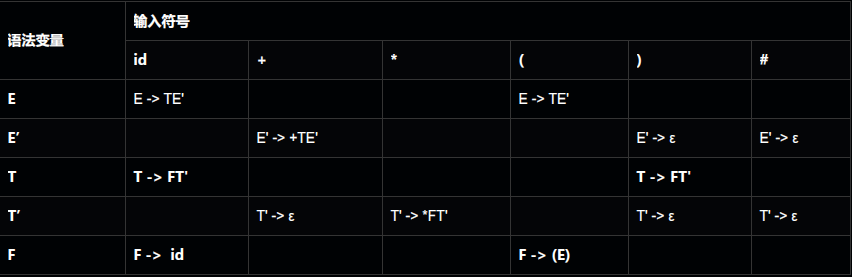 语法变量 输入符号
id + * ( ) #
E E -> TE' E -> TE'
E’ E' -> +TE' E' -> ε E' -> ε
T T -> FT' T -> FT'
T’ T' -> ε T' -> *FT' T' -> ε T' -> ε
F F -> id F -> (E)